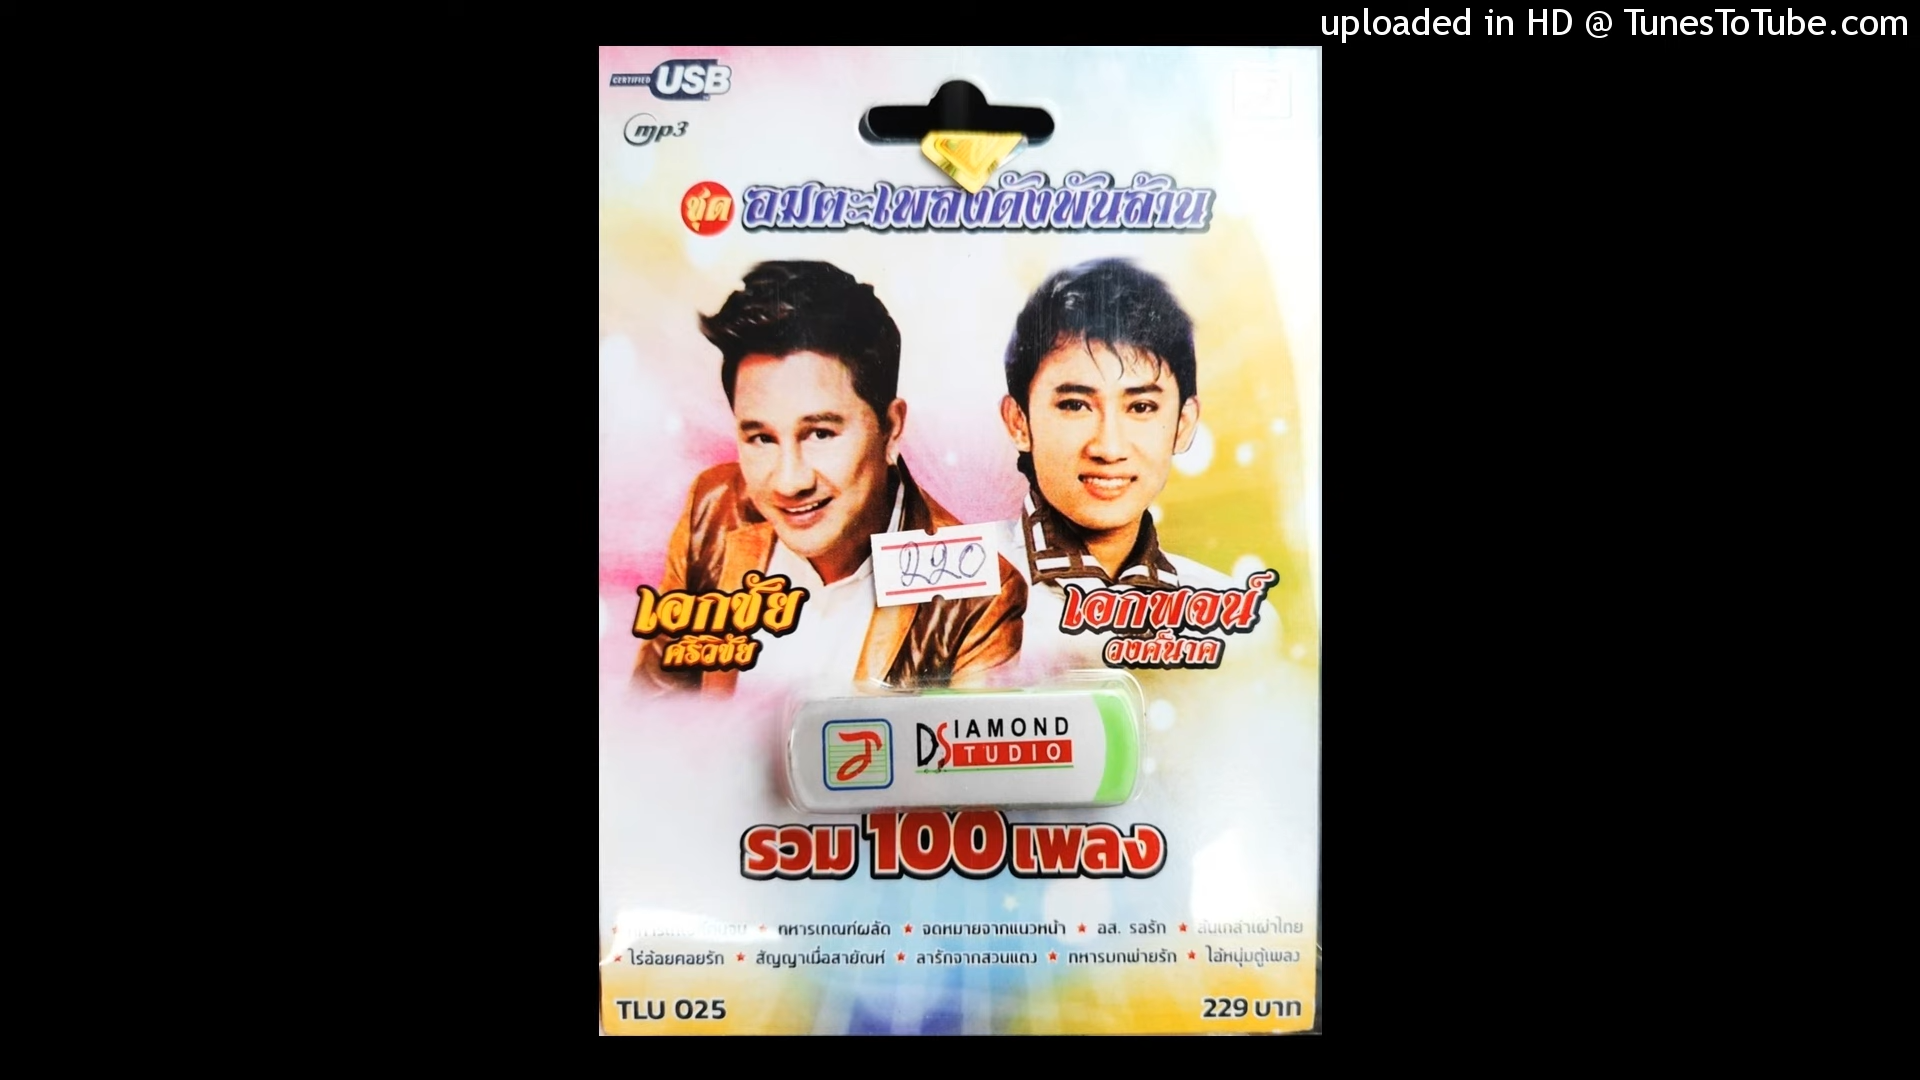 uploaded in HD @ TunesToTube.com
CERTIFIED USB
mp3
ชุด อมตะเพลงดังพันล้าน
220
เอกชัย
ศรีวิชัย
เอกพจน์
วงศ์นาค
DIAMOND
STUDIO
รวม 100 เพลง
★ ทหารเกณฑ์ผลัด ★ จดหมายจากแนวหน้า ★ อส. รอรัก ★ ส้นเกล้าเผ่าไทย
★ ไร่อ้อยคอยรัก ★ สัญญาเมื่อสายัณห์ ★ ลารักจากสวนแตง ★ ทหารบกพ่ายรัก ★ ไอ้หนุ่มตู้เพลง
TLU 025
229 บาท